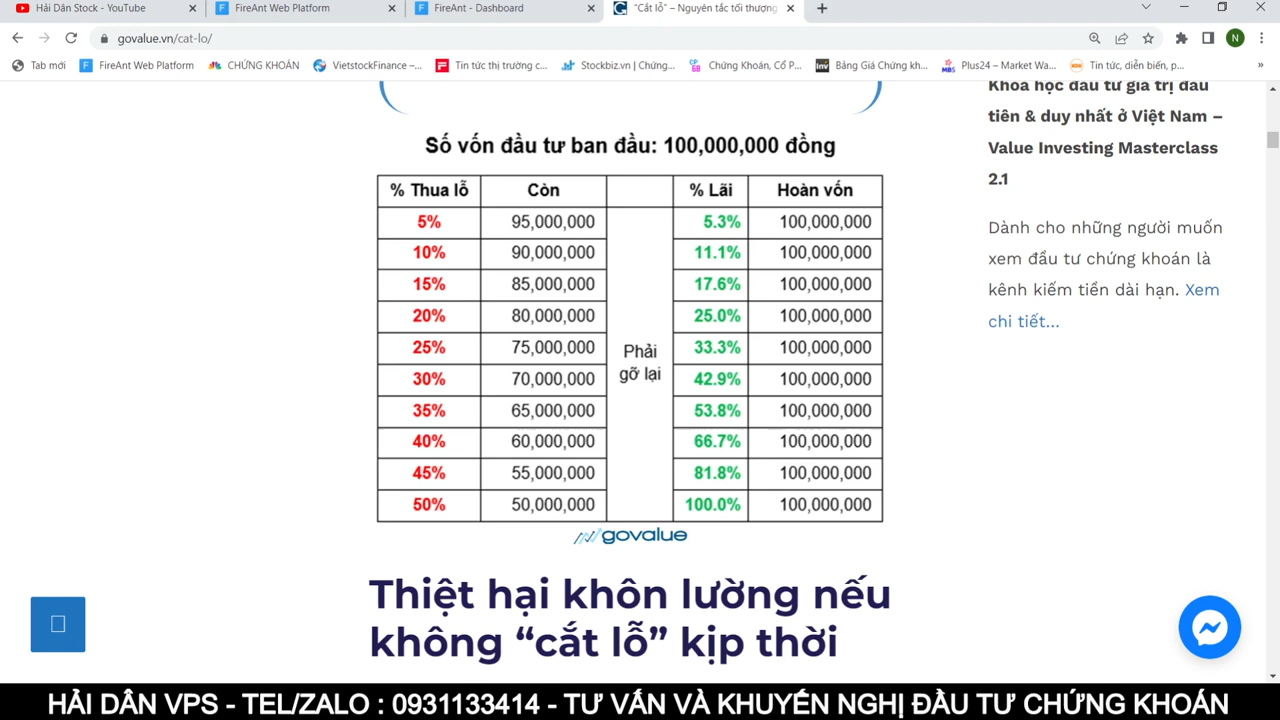 Hải Dân Stock - YouTube
FireAnt Web Platform
FireAnt - Dashboard
"Cắt lỗ" – Nguyên tắc tối thượng
govalue.vn/cat-lo/
N
Tab mới
FireAnt Web Platform
CHỨNG KHOÁN
VietstockFinance –...
Tin tức thị trường c...
Stockbiz.vn | Chứng...
Chứng Khoán, Cổ P...
Bảng Giá Chứng kh...
Plus24 – Market Wa...
Tin tức, diễn biến, p...
»
Khóa học đầu tư giá trị đầu
tiên & duy nhất ở Việt Nam –
Value Investing Masterclass
2.1
Dành cho những người muốn
xem đầu tư chứng khoán là
kênh kiếm tiền dài hạn. Xem
chi tiết...
Số vốn đầu tư ban đầu: 100,000,000 đồng
% Thua lỗ Còn % Lãi Hoàn vốn
5% 95,000,000 5.3% 100,000,000
10% 90,000,000 11.1% 100,000,000
15% 85,000,000 17.6% 100,000,000
20% 80,000,000 25.0% 100,000,000
25% 75,000,000 33.3% 100,000,000
Phải
gỡ lại
30% 70,000,000 42.9% 100,000,000
35% 65,000,000 53.8% 100,000,000
40% 60,000,000 66.7% 100,000,000
45% 55,000,000 81.8% 100,000,000
50% 50,000,000 100.0% 100,000,000
govalue
Thiệt hại khôn lường nếu
không “cắt lỗ” kịp thời
HẢI DÂN VPS - TEL/ZALO : 0931133414 - TƯ VẤN VÀ KHUYẾN NGHỊ ĐẦU TƯ CHỨNG KHOÁN